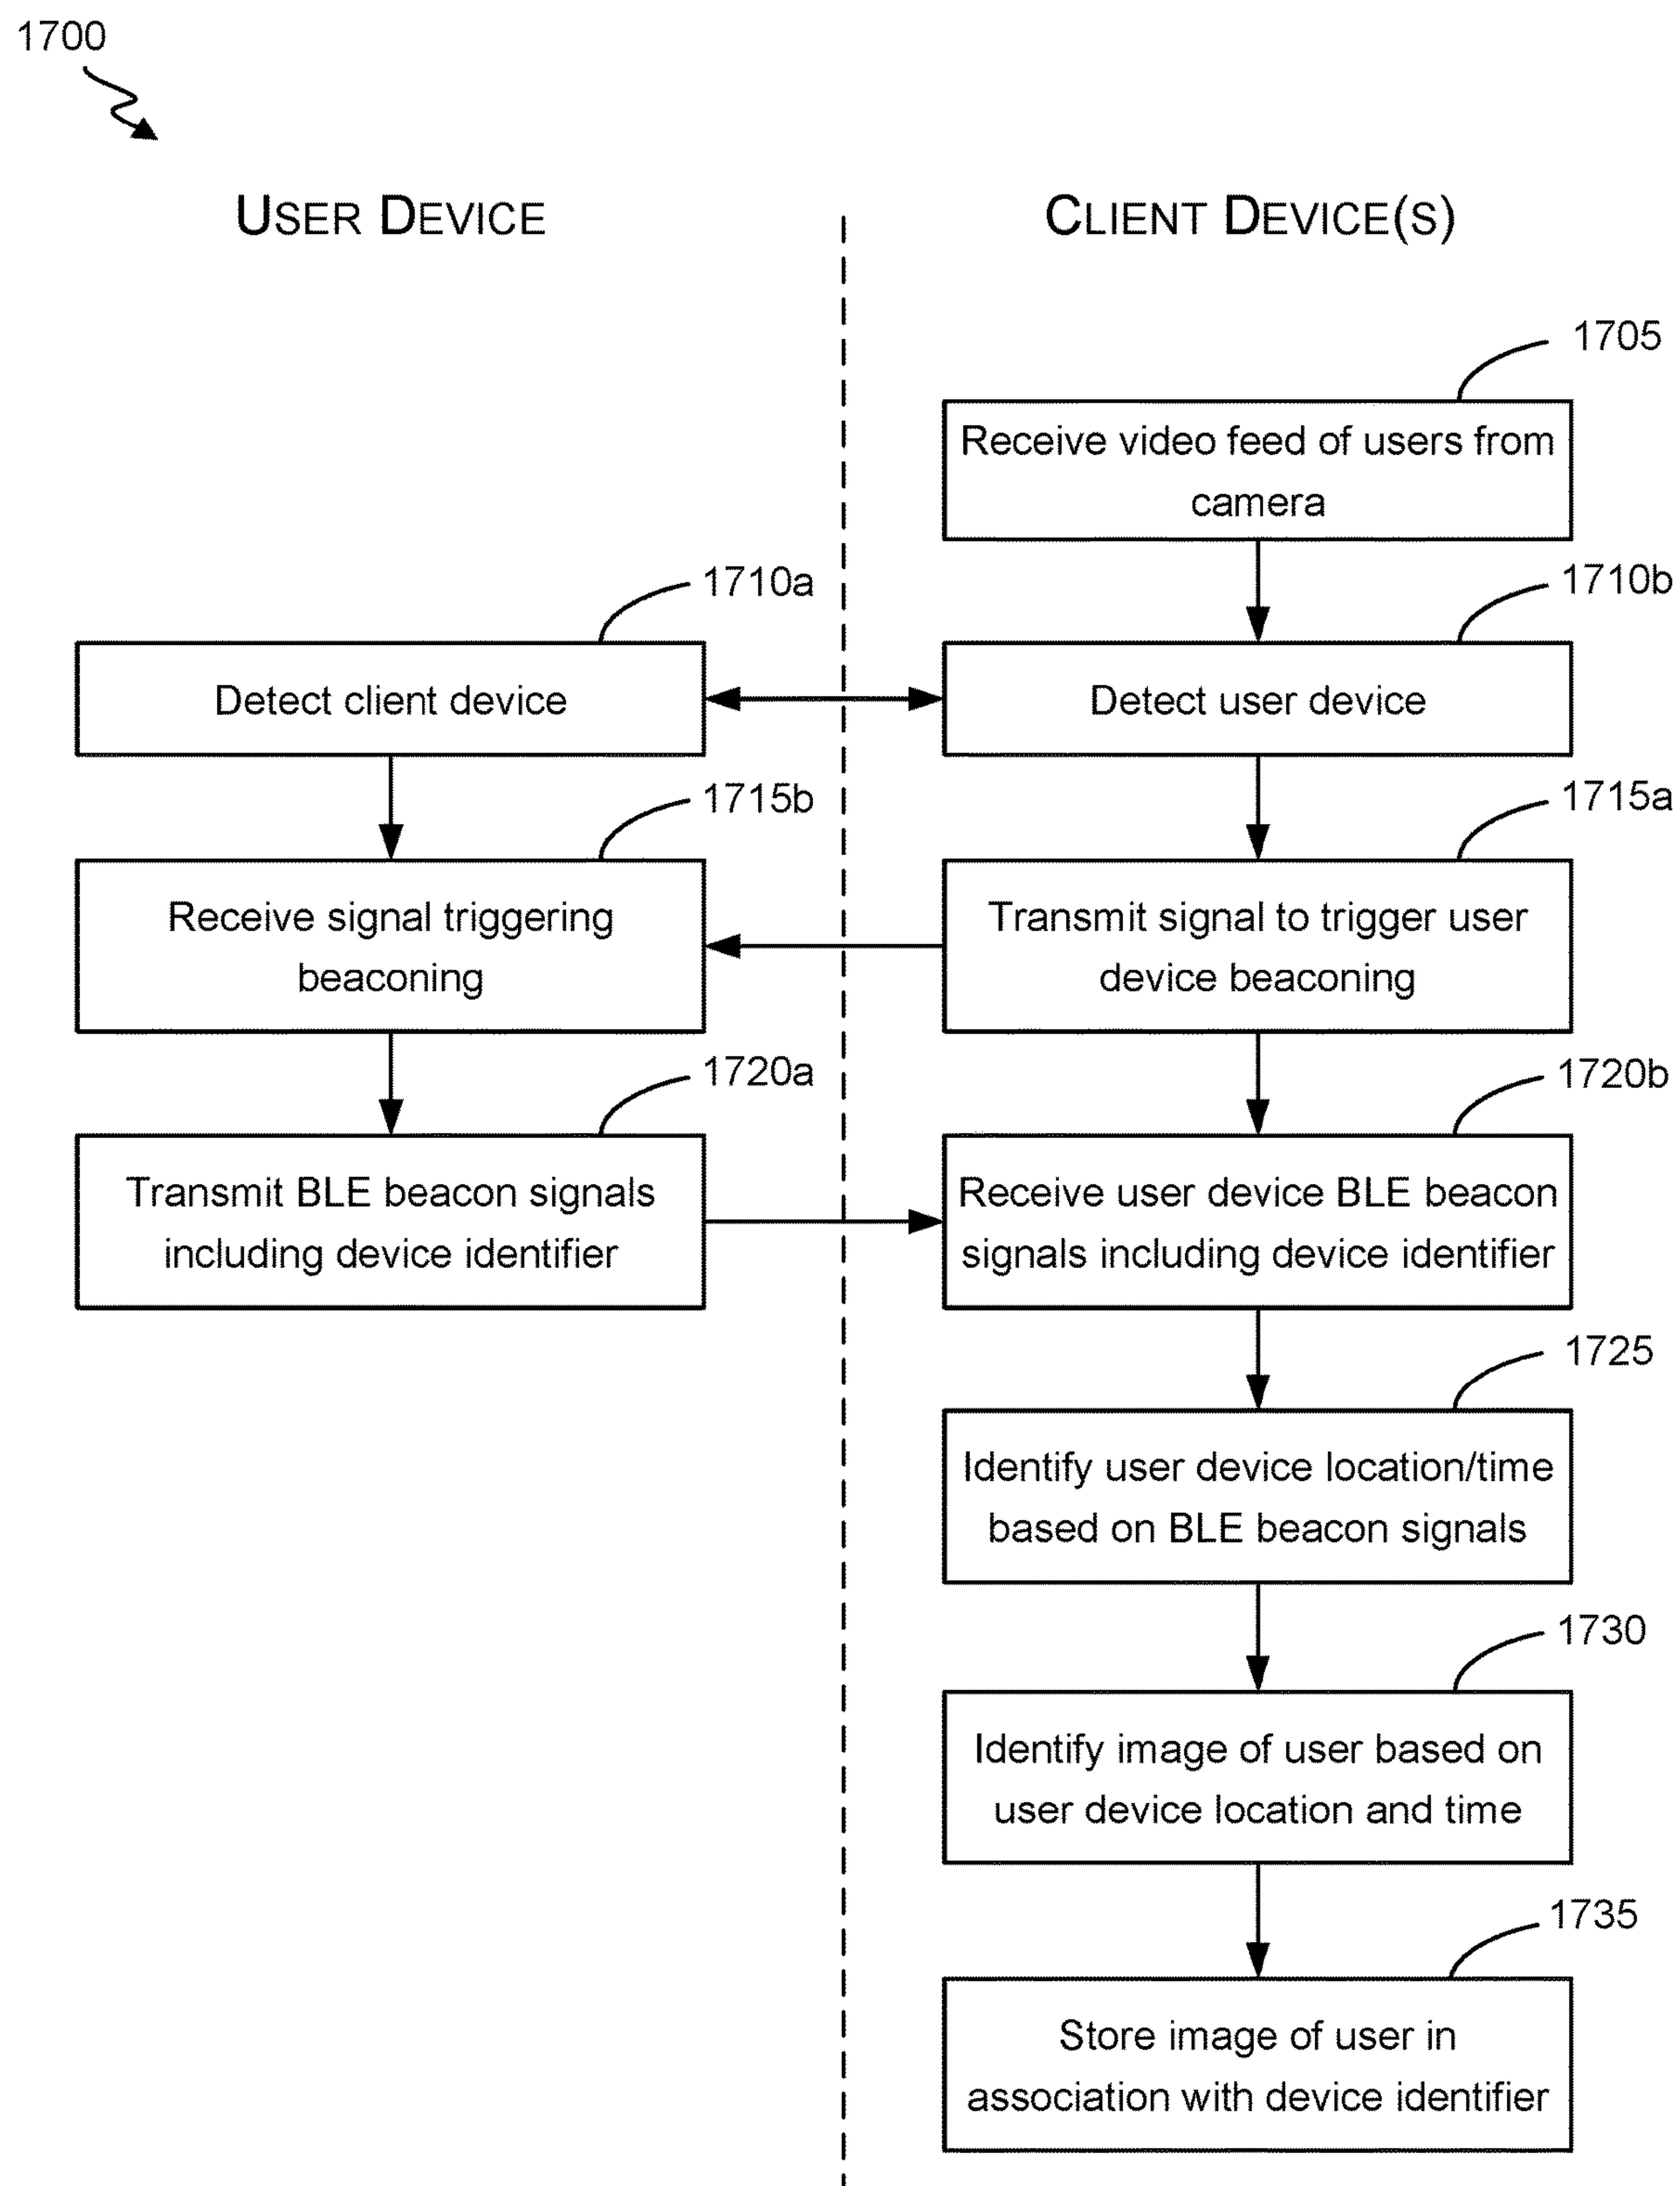 1700
USER DEVICE
CLIENT DEVICE(S)
1705
Receive video feed of users from
camera
1710a
1710b
Detect client device
Detect user device
1715b
1715a
Receive signal triggering
beaconing
Transmit signal to trigger user
device beaconing
1720a
1720b
Transmit BLE beacon signals
including device identifier
Receive user device BLE beacon
signals including device identifier
1725
Identify user device location/time
based on BLE beacon signals
1730
Identify image of user based on
user device location and time
1735
Store image of user in
association with device identifier